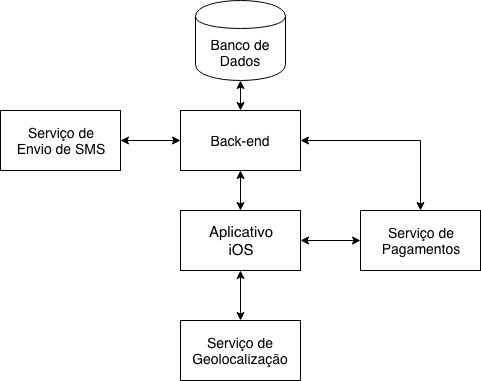 Banco de
Dados
Serviço de
Envio de SMS
Back-end
Aplicativo
iOS
Serviço de
Pagamentos
Serviço de
Geolocalização